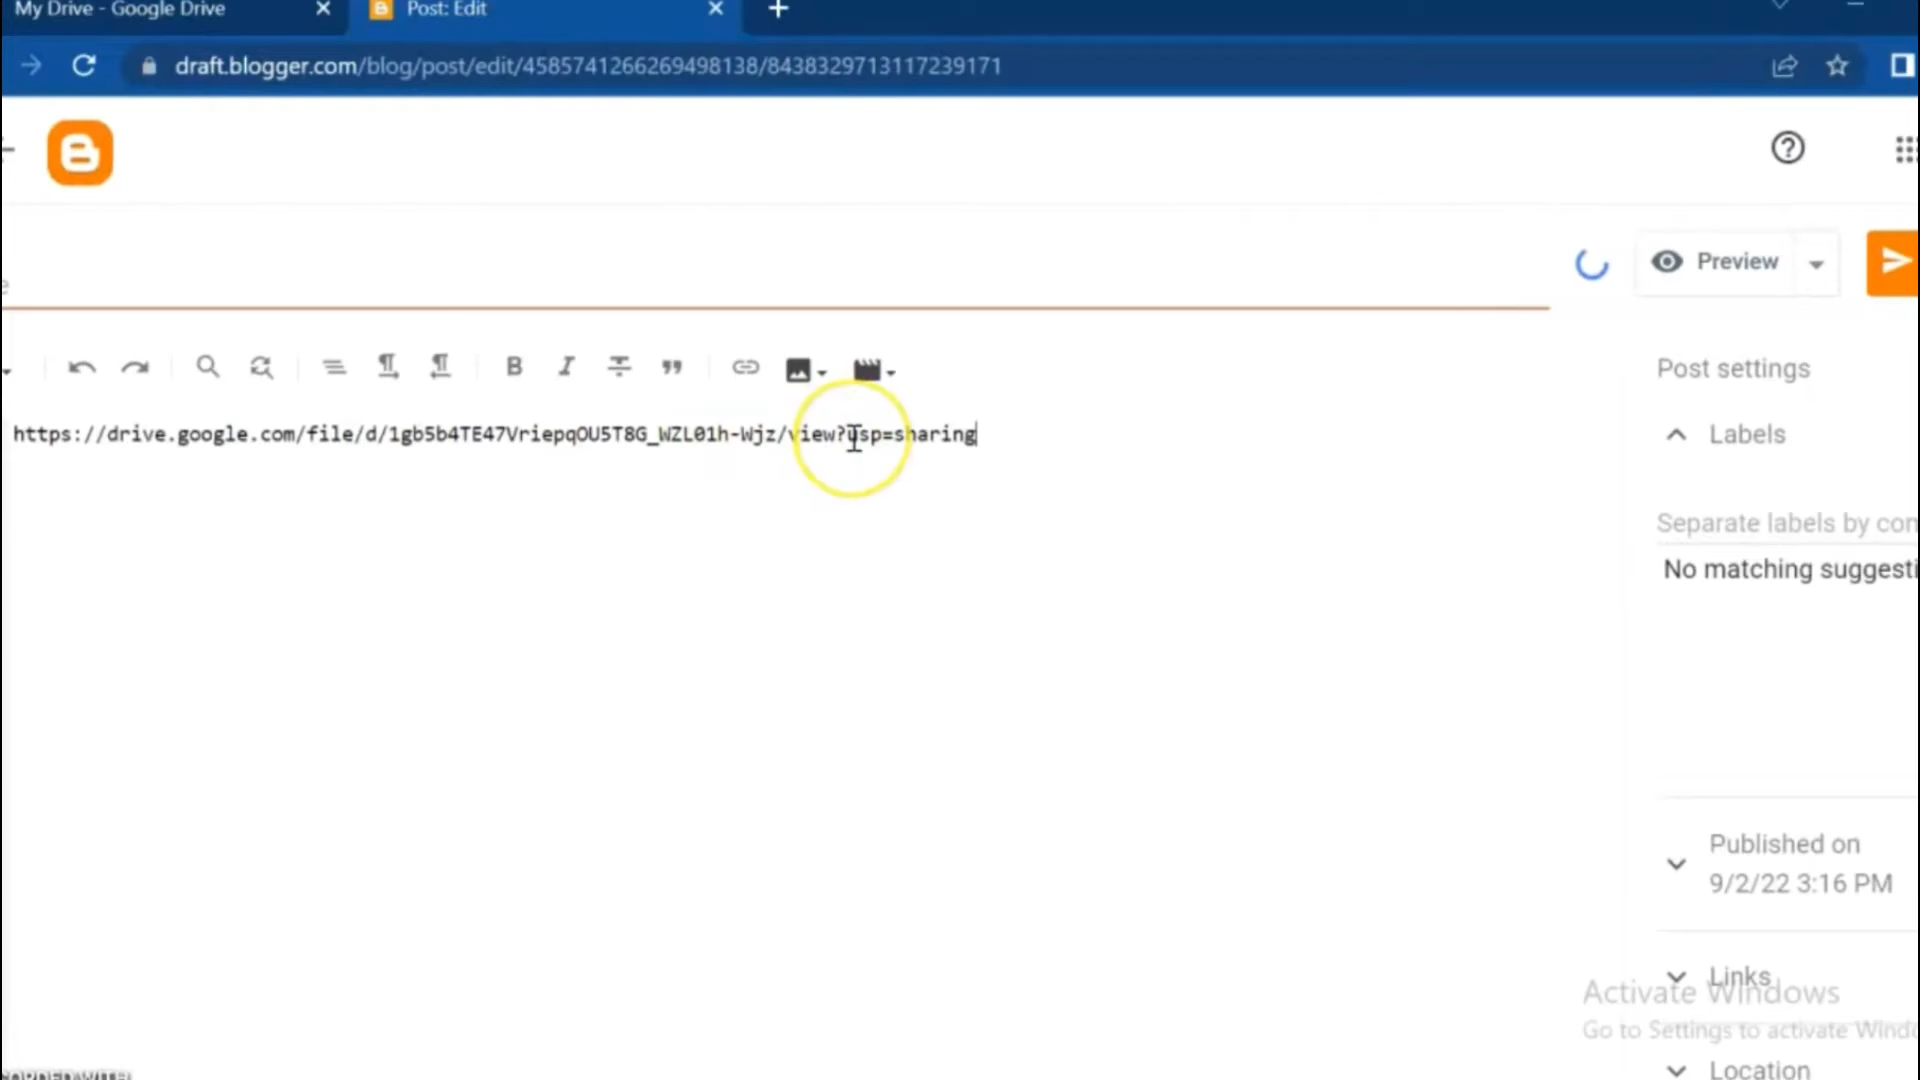 My Drive - Google Drive
Post: Edit
draft.blogger.com/blog/post/edit/4585741266269498138/8438329713117239171
Preview
Post settings
https://drive.google.com/file/d/1gb5b4TE47VriepqOU5T8G_WZL01h-Wjz/view?usp=sharing
Labels
Separate labels by com
No matching suggesti
Published on
9/2/22 3:16 PM
Links
Activate Windows
Go to Settings to activate Windo
Location